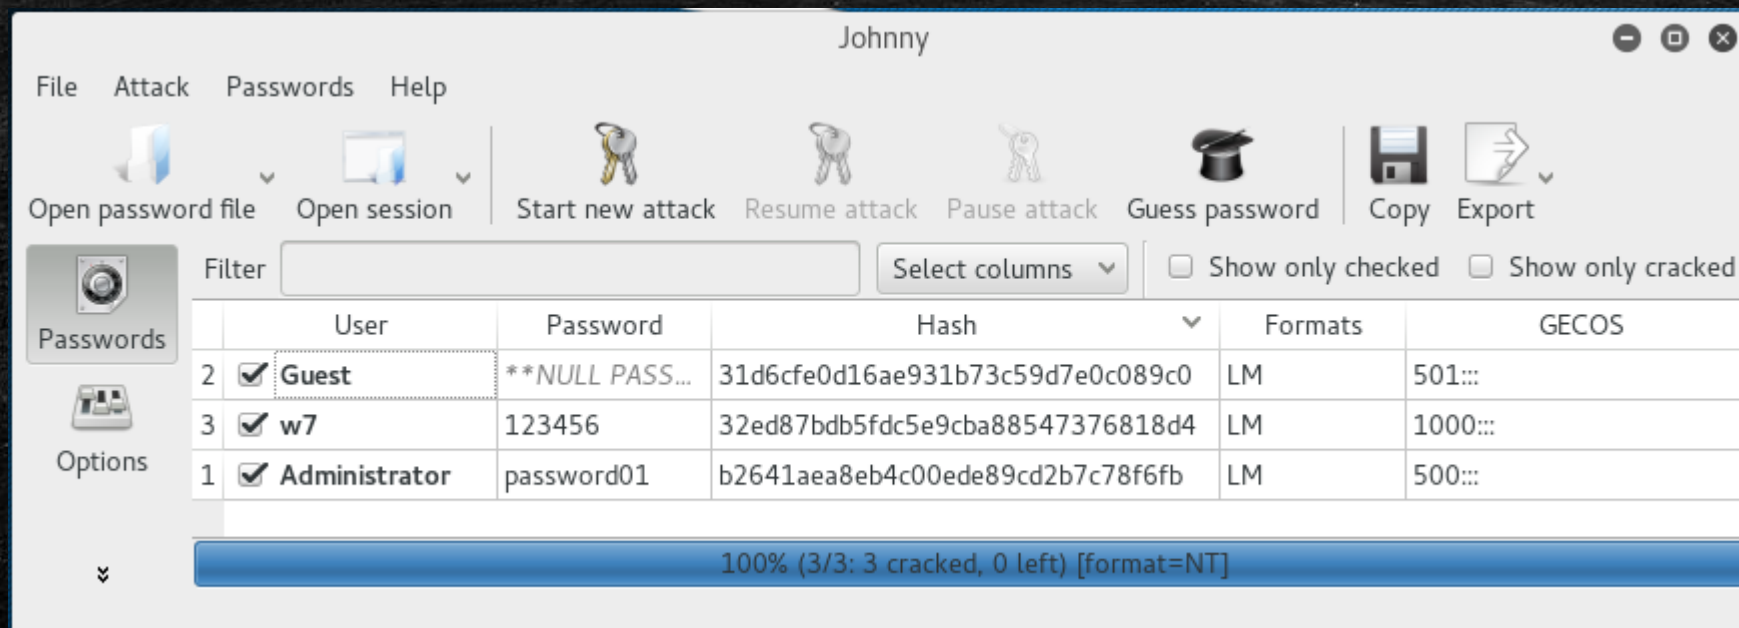 Johnny
File Attack Passwords Help
Open password file Open session Start new attack Resume attack Pause attack Guess password Copy Export
Passwords
Options
Filter Select columns Show only checked Show only cracked
User Password Hash Formats GECOS
2 Guest **NULL PASS... 31d6cfe0d16ae931b73c59d7e0c089c0 LM 501:::
3 w7 123456 32ed87bdb5fdc5e9cba88547376818d4 LM 1000:::
1 Administrator password01 b2641aea8eb4c00ede89cd2b7c78f6fb LM 500:::
100% (3/3: 3 cracked, 0 left) [format=NT]